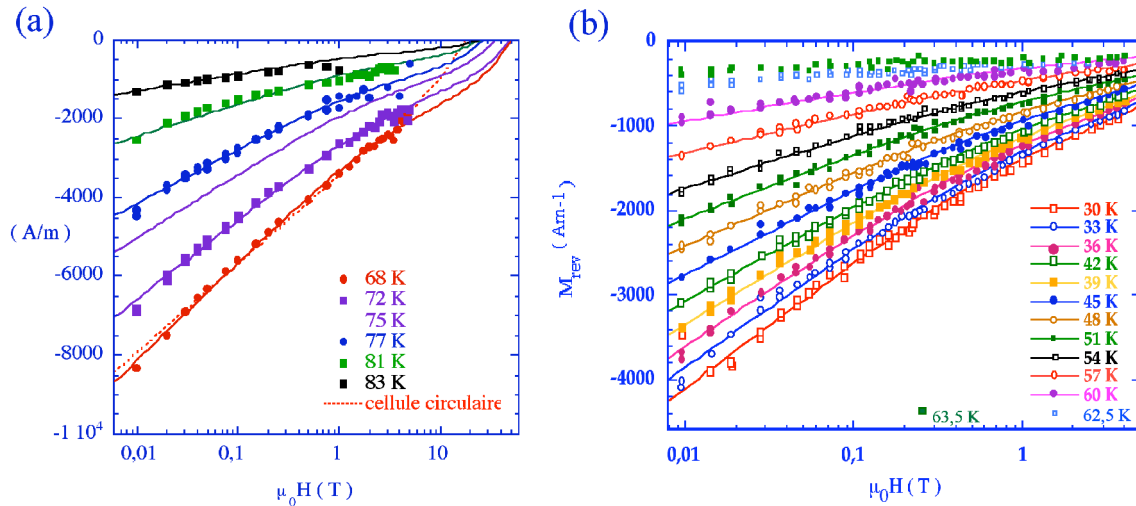 (a)
0
-2000
-4000
(A/m)
-6000
-8000
-1 10⁴
68 K
72 K
75 K
77 K
81 K
83 K
cellule circulaire
0,01
0,1
1
10
μ₀H (T)
(b)
0
-1000
-2000
-3000
-4000
M_rev (Am-1)
30 K
33 K
36 K
42 K
39 K
45 K
48 K
51 K
54 K
57 K
60 K
63,5 K
62,5 K
0,01
0,1
1
μ₀H (T)